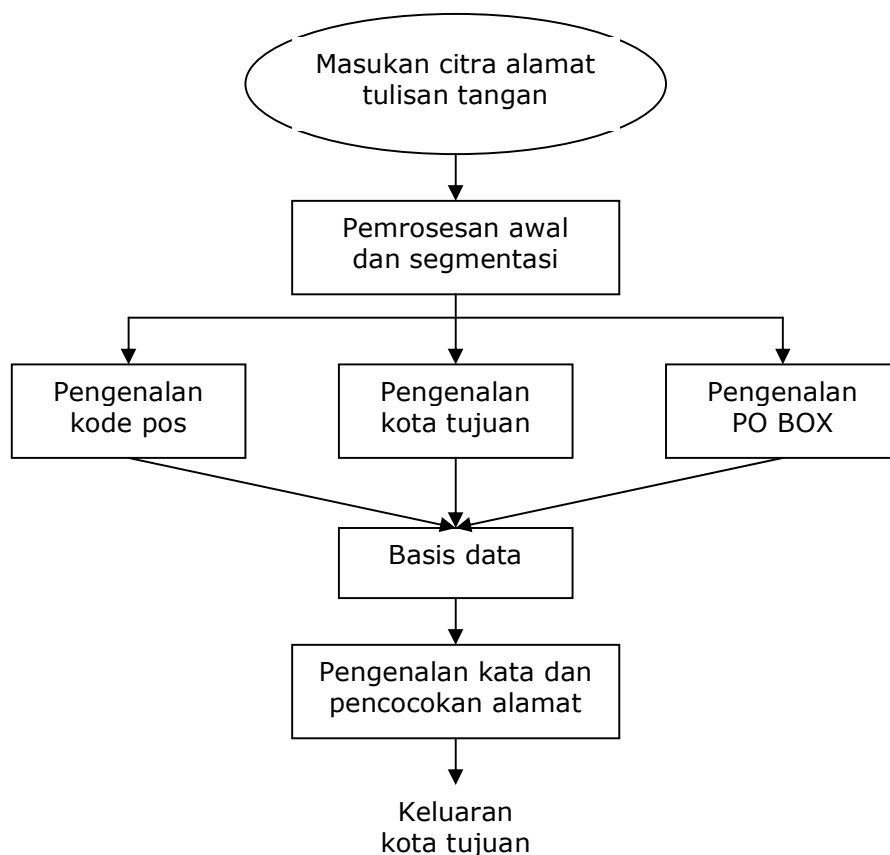 Masukan citra alamat
tulisan tangan
Pemrosesan awal
dan segmentasi
Pengenalan
kode pos
Pengenalan
kota tujuan
Pengenalan
PO BOX
Basis data
Pengenalan kata dan
pencocokan alamat
Keluaran
kota tujuan